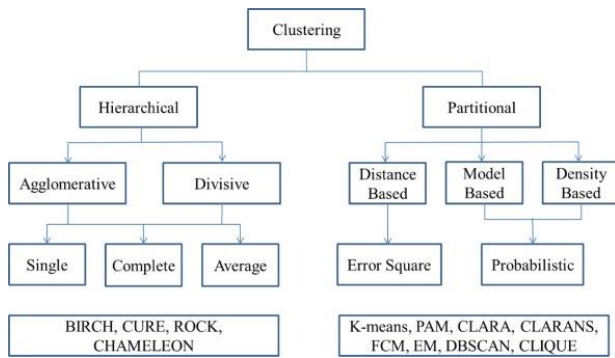 Clustering
Hierarchical
Partitional
Agglomerative
Divisive
Distance
Based
Model
Based
Density
Based
Single
Complete
Average
Error Square
Probabilistic
BIRCH, CURE, ROCK,
CHAMELEON
K-means, PAM, CLARA, CLARANS,
FCM, EM, DBSCAN, CLIQUE